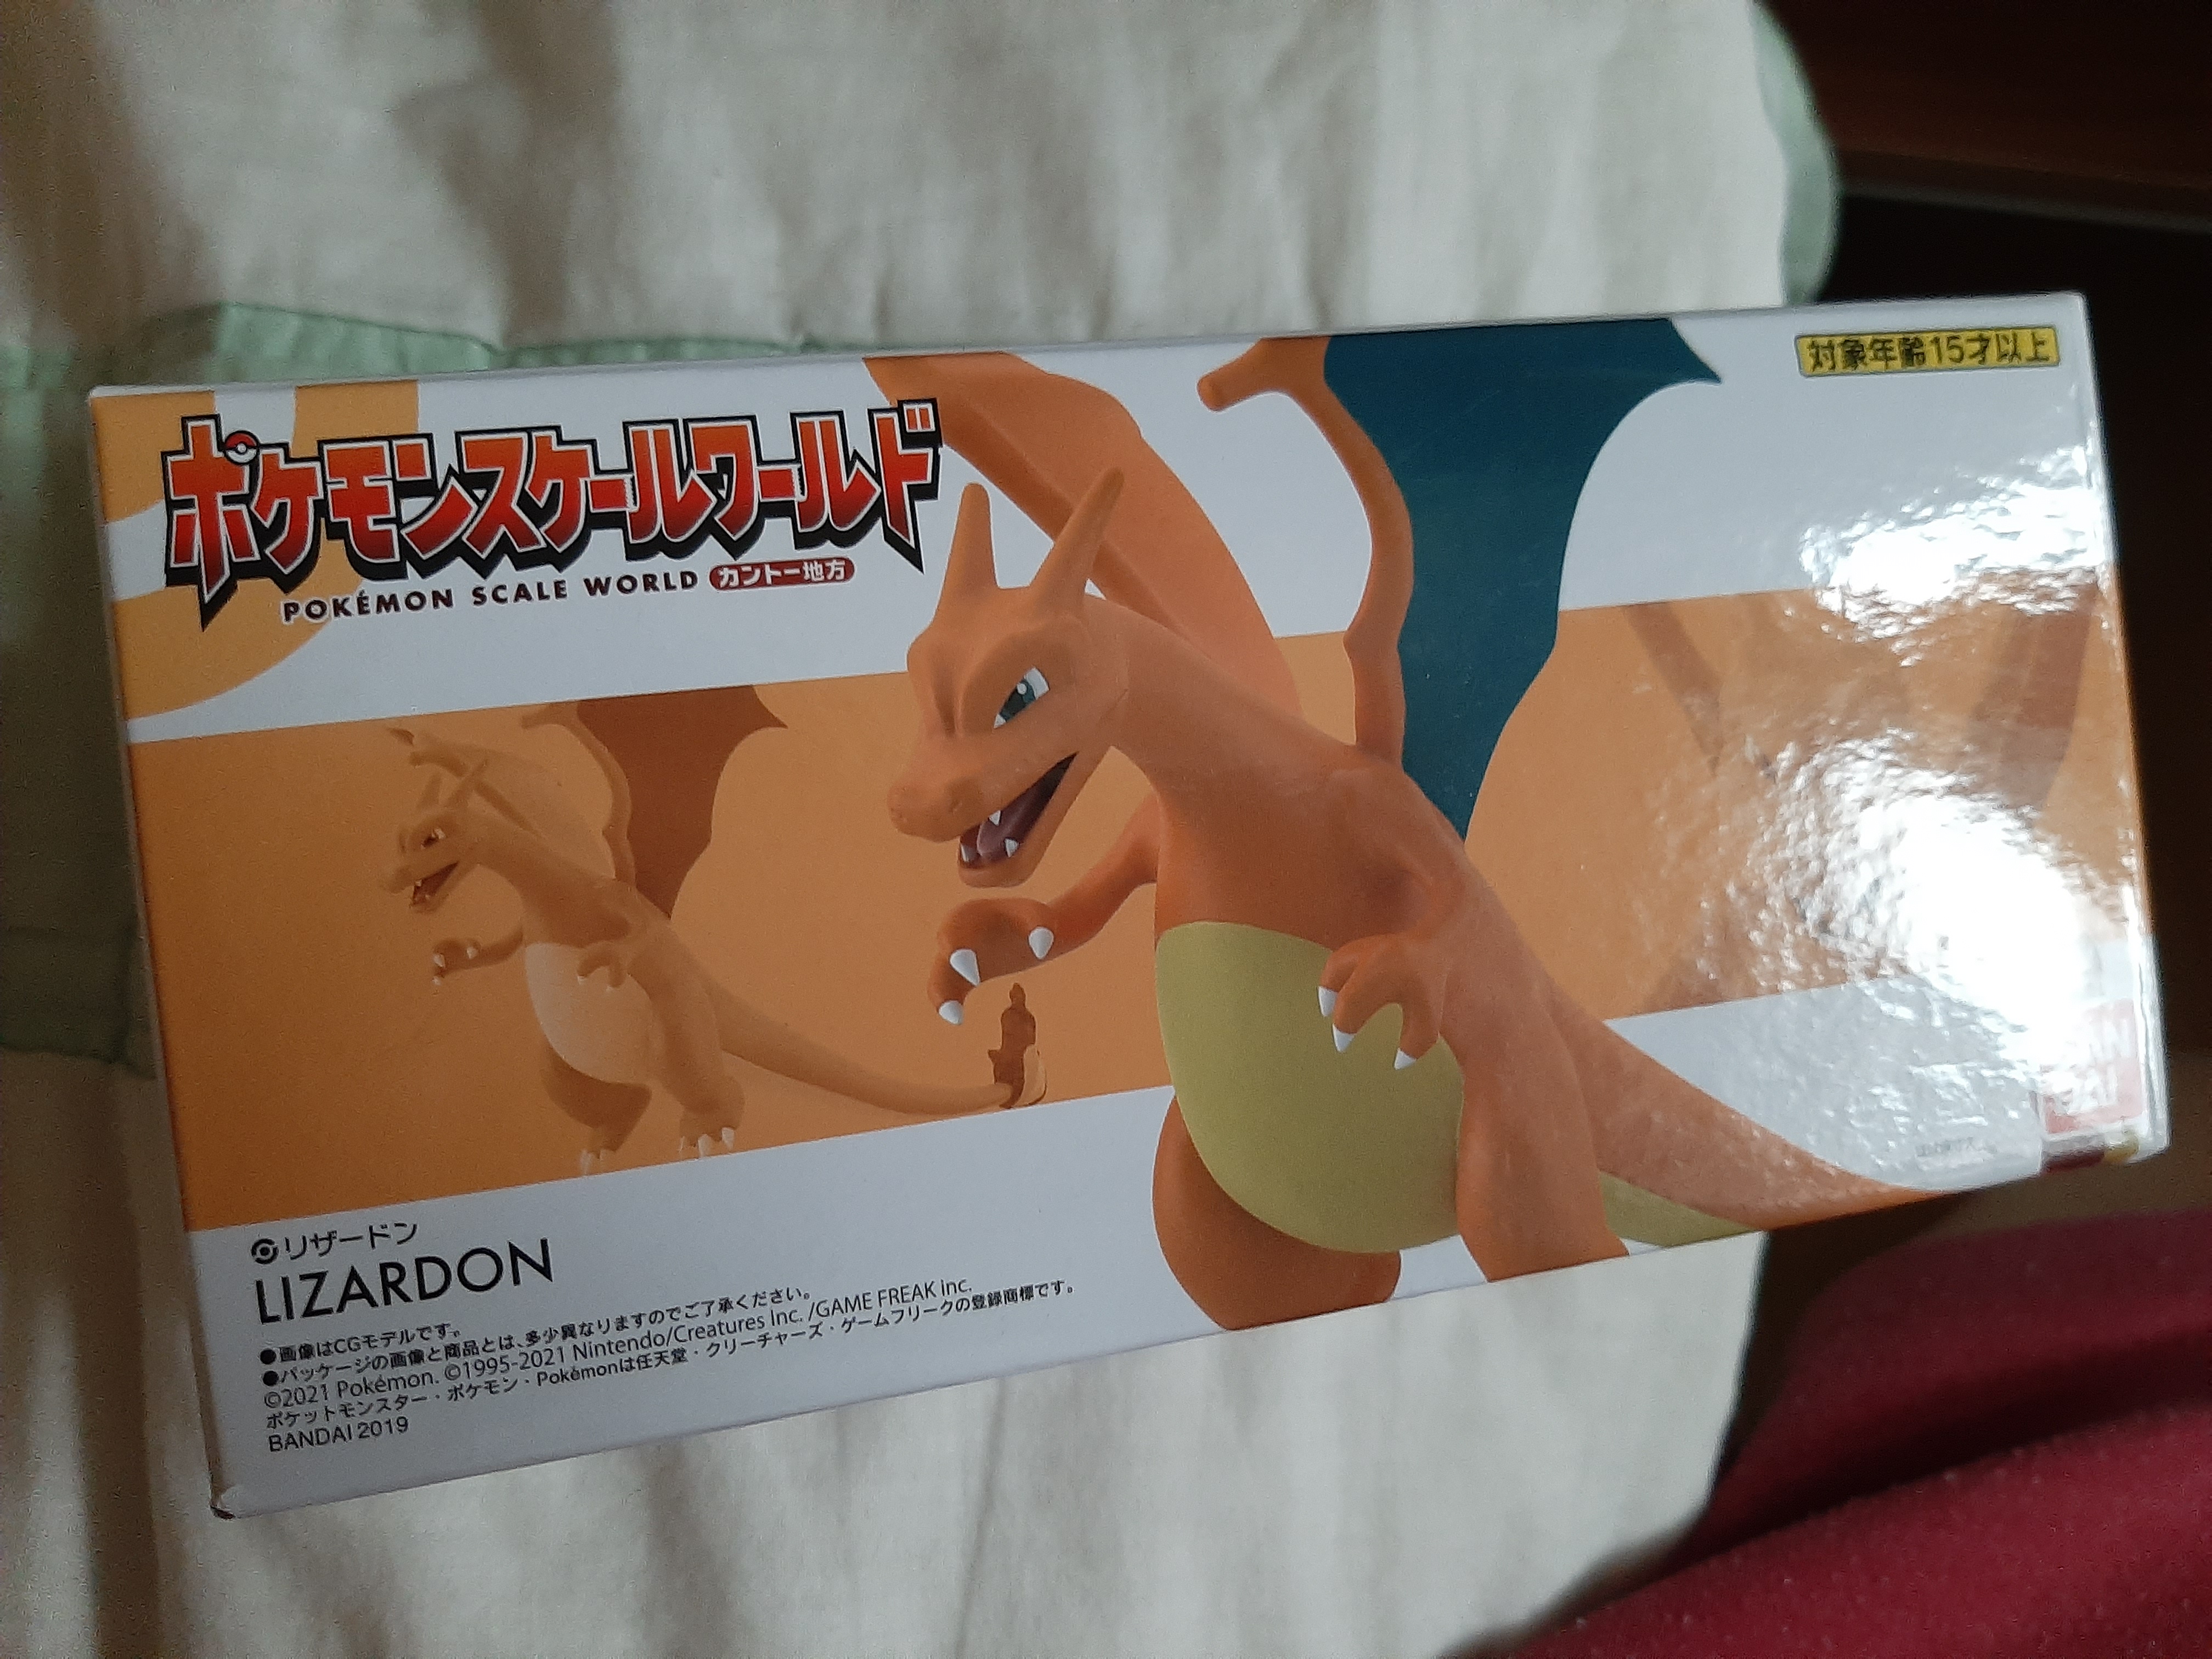 ポケモンスケールワールド
POKÉMON SCALE WORLD カントー地方
対象年齢15才以上
リザードン
LIZARDON
●画像はCGモデルです。
●パッケージの画像と商品とは、多少異なりますのでご了承ください。
©2021 Pokémon. ©1995-2021 Nintendo/Creatures Inc. /GAME FREAK inc.
ポケットモンスター・ポケモン・Pokémonは任天堂・クリーチャーズ・ゲームフリークの登録商標です。
BANDAI 2019